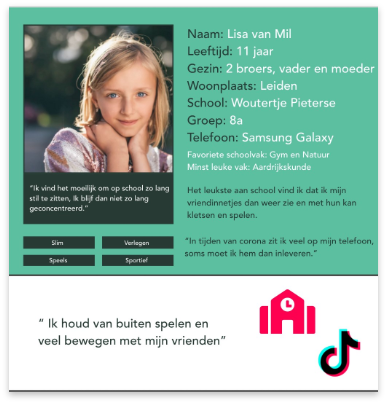 Naam: Lisa van Mil
Leeftijd: 11 jaar
Gezin: 2 broers, vader en moeder
Woonplaats: Leiden
School: Woutertje Pieterse
Groep: 8a
Telefoon: Samsung Galaxy
Favoriete schoolvak: Gym en Natuur
Minst leuke vak: Aardrijkskunde
"Ik vind het moeilijk om op school zo lang
stil te zitten, Ik blijf dan niet zo lang
geconcentreerd."
Het leukste aan school vind ik dat ik mijn
vriendinnetjes dan weer zie en met hun kan
kletsen en spelen.
Slim
Verlegen
Speels
Sportief
"In tijden van corona zit ik veel op mijn telefoon,
soms moet ik hem dan inleveren."
" Ik houd van buiten spelen en
veel bewegen met mijn vrienden"